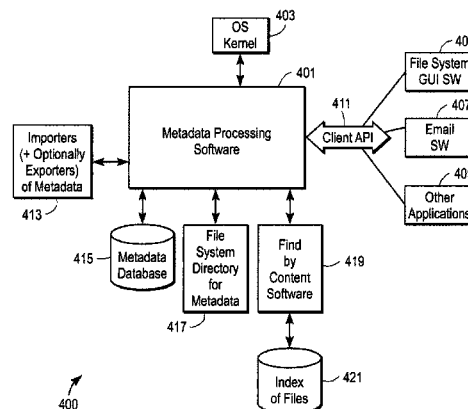 OS
Kernel
403
401
Metadata Processing
Software
411
Client API
File System
GUI SW
407
Email
SW
Other
Applications
Importers
(+ Optionally
Exporters)
of Metadata
413
415
Metadata
Database
File
System
Directory
for
Metadata
417
Find
by
Content
Software
419
Index
of Files
421
400